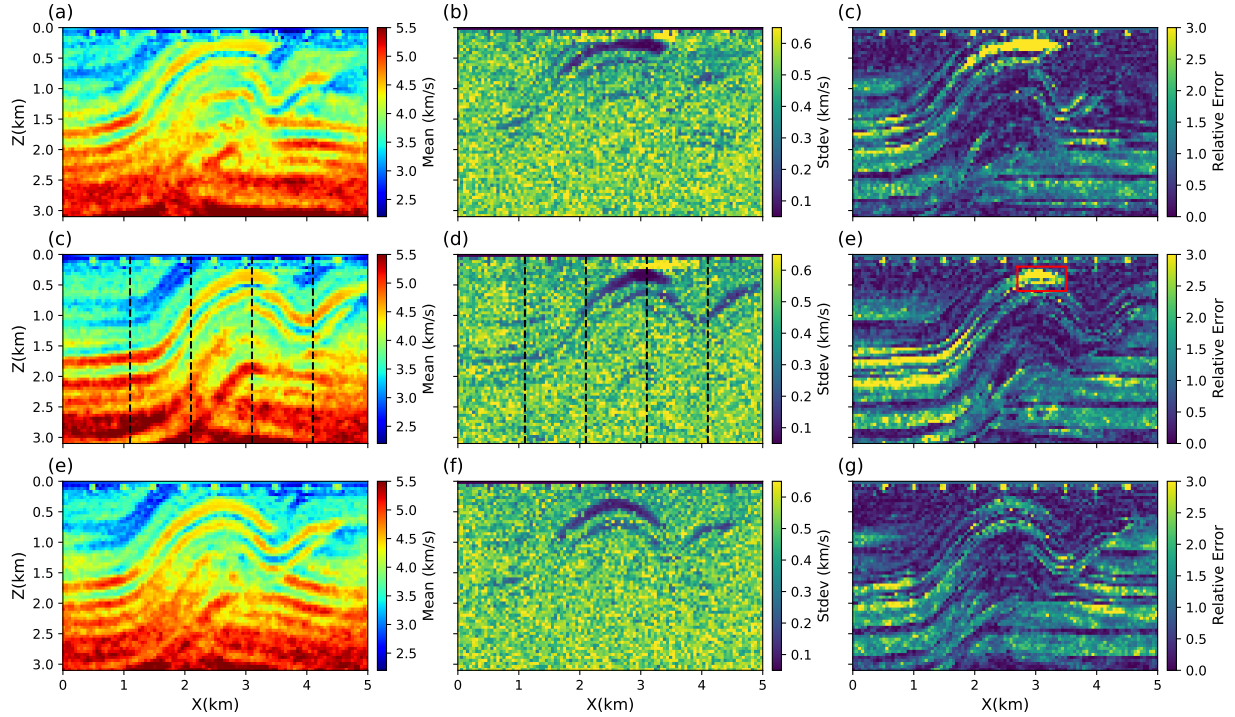 (a) (b) (c)
0.0 0.5 1.0 1.5 2.0 2.5 3.0 Z(km) 5.5 5.0 4.5 4.0 3.5 3.0 2.5 Mean (km/s) 0.6 0.5 0.4 0.3 0.2 0.1 Stdev (km/s) 3.0 2.5 2.0 1.5 1.0 0.5 0.0 Relative Error
(c) (d) (e)
0.0 0.5 1.0 1.5 2.0 2.5 3.0 Z(km) 5.5 5.0 4.5 4.0 3.5 3.0 2.5 Mean (km/s) 0.6 0.5 0.4 0.3 0.2 0.1 Stdev (km/s) 3.0 2.5 2.0 1.5 1.0 0.5 0.0 Relative Error
(e) (f) (g)
0.0 0.5 1.0 1.5 2.0 2.5 3.0 Z(km) 5.5 5.0 4.5 4.0 3.5 3.0 2.5 Mean (km/s) 0.6 0.5 0.4 0.3 0.2 0.1 Stdev (km/s) 3.0 2.5 2.0 1.5 1.0 0.5 0.0 Relative Error
0 1 2 3 4 5 0 1 2 3 4 5 0 1 2 3 4 5
X(km) X(km) X(km)